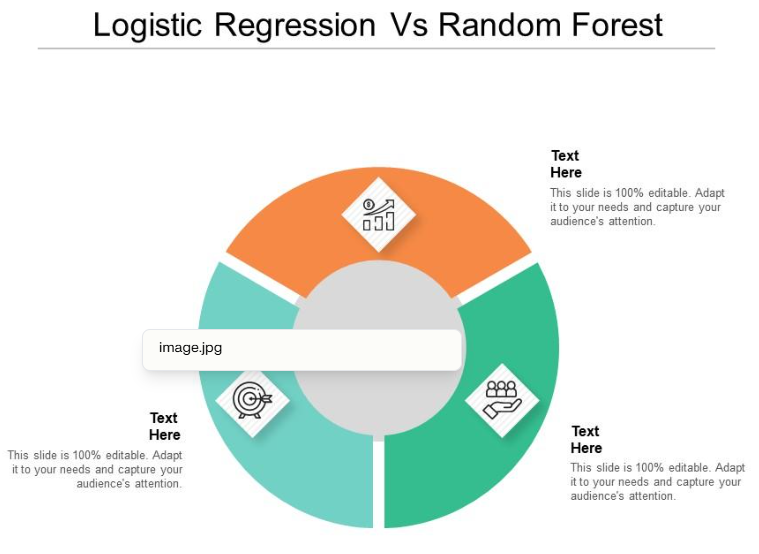 Logistic Regression Vs Random Forest
Text
Here
This slide is 100% editable. Adapt
it to your needs and capture your
audience's attention.
image.jpg
Text
Here
This slide is 100% editable. Adapt
it to your needs and capture your
audience's attention.
Text
Here
This slide is 100% editable. Adapt
it to your needs and capture your
audience's attention.